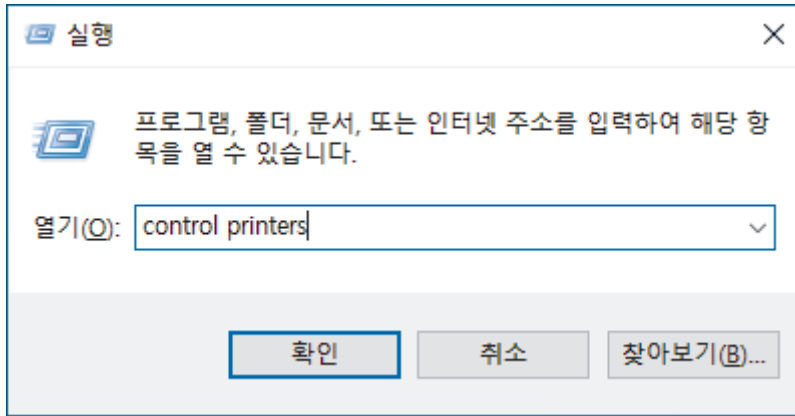 실행
프로그램, 폴더, 문서, 또는 인터넷 주소를 입력하여 해당 항
목을 열 수 있습니다.
열기(O): control printers
확인 취소 찾아보기(B)...